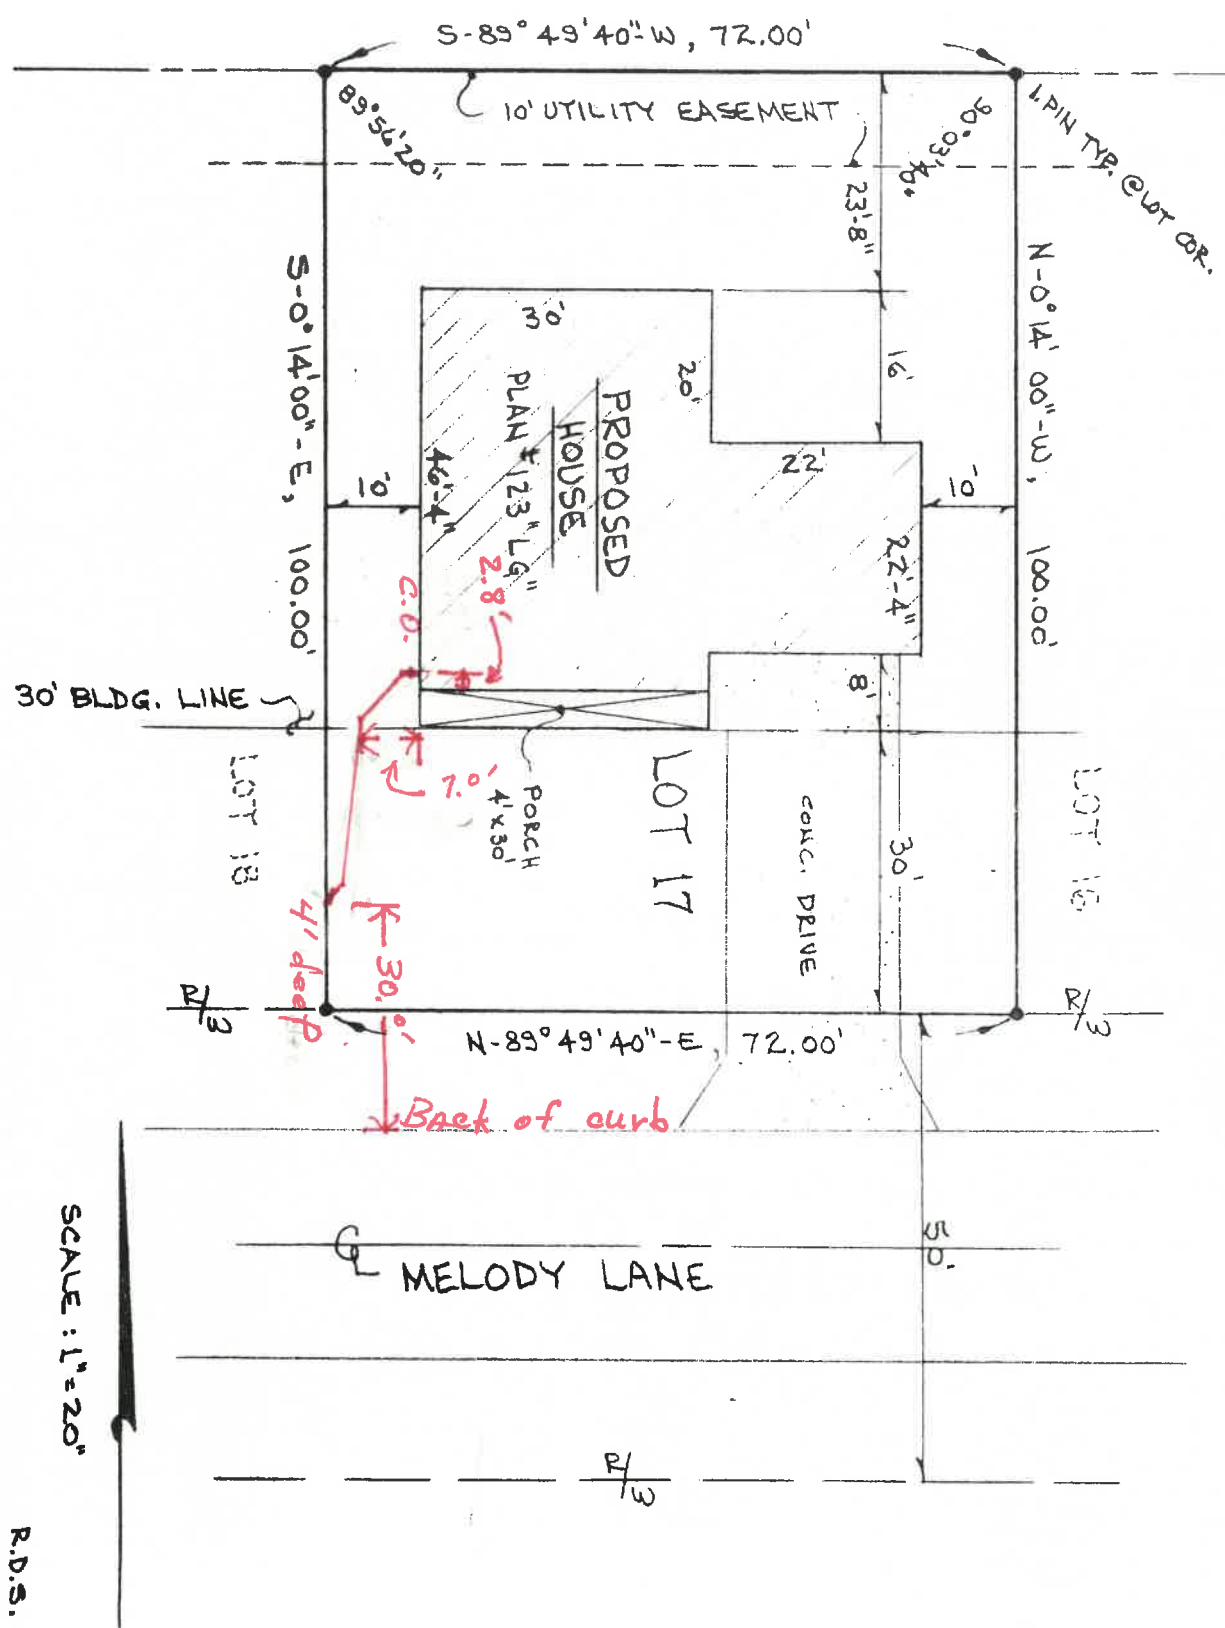 S-89° 49' 40"-W, 72.00'
10' UTILITY EASEMENT
89° 56' 20"
90° 03' 40"
I. PIN TYP. @ LOT COR.
23'-8"
S-0° 14' 00"-E, 100.00'
N-0° 14' 00"-W, 100.00'
30'
20'
16'
PROPOSED
HOUSE
PLAN #123" LG"
46'-4"
22'
22'-4"
10'
10'
2.8'
C.O.
8'
30' BLDG. LINE
7.0'
PORCH
4' x 30'
LOT 18
LOT 17
LOT 16
CONC. DRIVE
30'
4' deep
30.0'
R/W
R/W
N-89° 49' 40"-E, 72.00'
Back of curb
50'
CL
MELODY LANE
SCALE : 1" = 20"
R/W
R.D.S.